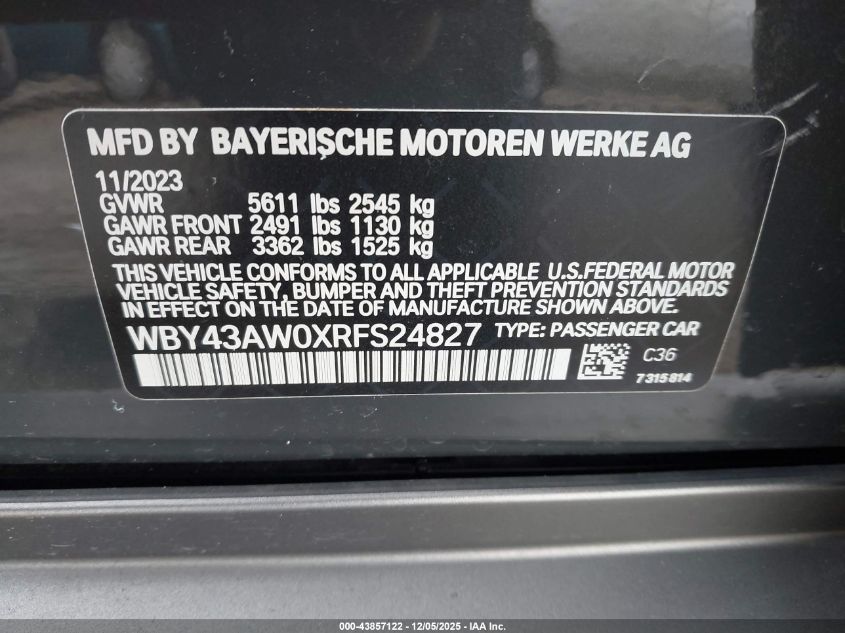 MFD BY BAYERISCHE MOTOREN WERKE AG
11/2023
GVWR 5611 lbs 2545 kg
GAWR FRONT 2491 lbs 1130 kg
GAWR REAR 3362 lbs 1525 kg
THIS VEHICLE CONFORMS TO ALL APPLICABLE U.S.FEDERAL MOTOR
VEHICLE SAFETY, BUMPER AND THEFT PREVENTION STANDARDS
IN EFFECT ON THE DATE OF MANUFACTURE SHOWN ABOVE.
WBY43AW0XRFS24827 TYPE: PASSENGER CAR
C36
7315814
000-43857122 - 12/05/2025 - IAA Inc.